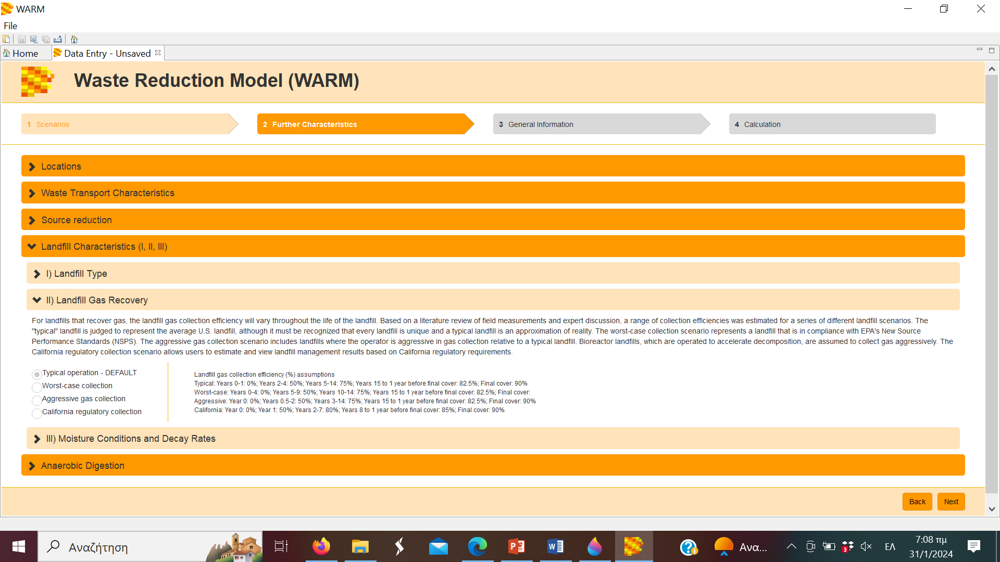 WARM
File
Home
Data Entry - Unsaved
Waste Reduction Model (WARM)
1 Scenarios
2 Further Characteristics
3 General Information
4 Calculation
Locations
Waste Transport Characteristics
Source reduction
Landfill Characteristics (I, II, III)
I) Landfill Type
II) Landfill Gas Recovery
For landfills that recover gas, the landfill gas collection efficiency will vary throughout the life of the landfill. Based on a literature review of field measurements and expert discussion, a range of collection efficiencies was estimated for a series of different landfill scenarios. The
"typical" landfill is judged to represent the average U.S. landfill, although it must be recognized that every landfill is unique and a typical landfill is an approximation of reality. The worst-case collection scenario represents a landfill that is in compliance with EPA's New Source
Performance Standards (NSPS). The aggressive gas collection scenario includes landfills where the operator is aggressive in gas collection relative to a typical landfill. Bioreactor landfills, which are operated to accelerate decomposition, are assumed to collect gas aggressively. The
California regulatory collection scenario allows users to estimate and view landfill management results based on California regulatory requirements.
Typical operation - DEFAULT
Worst-case collection
Aggressive gas collection
California regulatory collection
Landfill gas collection efficiency (%) assumptions
Typical: Years 0-1: 0%; Years 2-4: 50%; Years 5-14: 75%; Years 15 to 1 year before final cover: 82.5%; Final cover: 90%
Worst-case: Years 0-4: 0%; Years 5-9: 50%; Years 10-14: 75%; Years 15 to 1 year before final cover: 82.5%; Final cover:
Aggressive: Year 0: 0%; Years 0.5-2: 50%; Years 3-14: 75%; Years 15 to 1 year before final cover: 82.5%; Final cover: 90%
California: Year 0: 0%; Year 1: 50%; Years 2-7: 80%; Years 8 to 1 year before final cover: 85%; Final cover: 90%
III) Moisture Conditions and Decay Rates
Anaerobic Digestion
Back
Next
Αναζήτηση
Ανα...
3
ΕΛ
7:08 πμ
31/1/2024